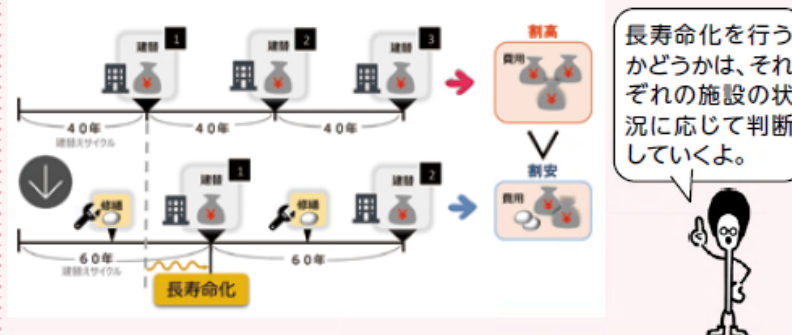 建替 1
建替 2
建替 3
割高
費用
¥
40年
40年
40年
建替えサイクル
割安
費用
修繕
建替 1
修繕
建替 2
60年
60年
建替えサイクル
長寿命化
長寿命化を行う
かどうかは、それ
ぞれの施設の状
況に応じて判断
していくよ。